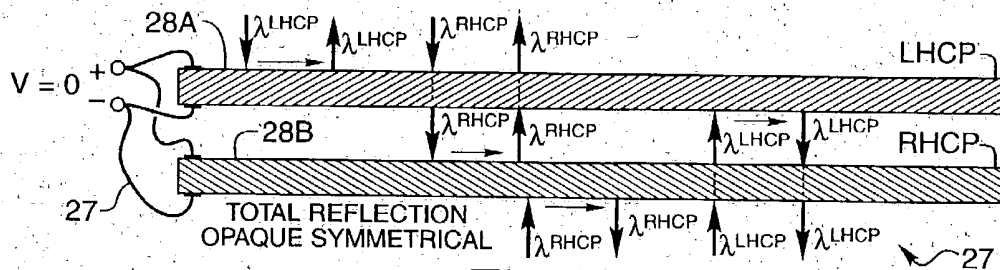 28A
λLHCP
λLHCP
λRHCP
λRHCP
LHCP
V = 0
+
−
28B
λRHCP
λRHCP
λLHCP
λLHCP
RHCP
27
TOTAL REFLECTION
OPAQUE SYMMETRICAL
λRHCP
λRHCP
λLHCP
λLHCP
27